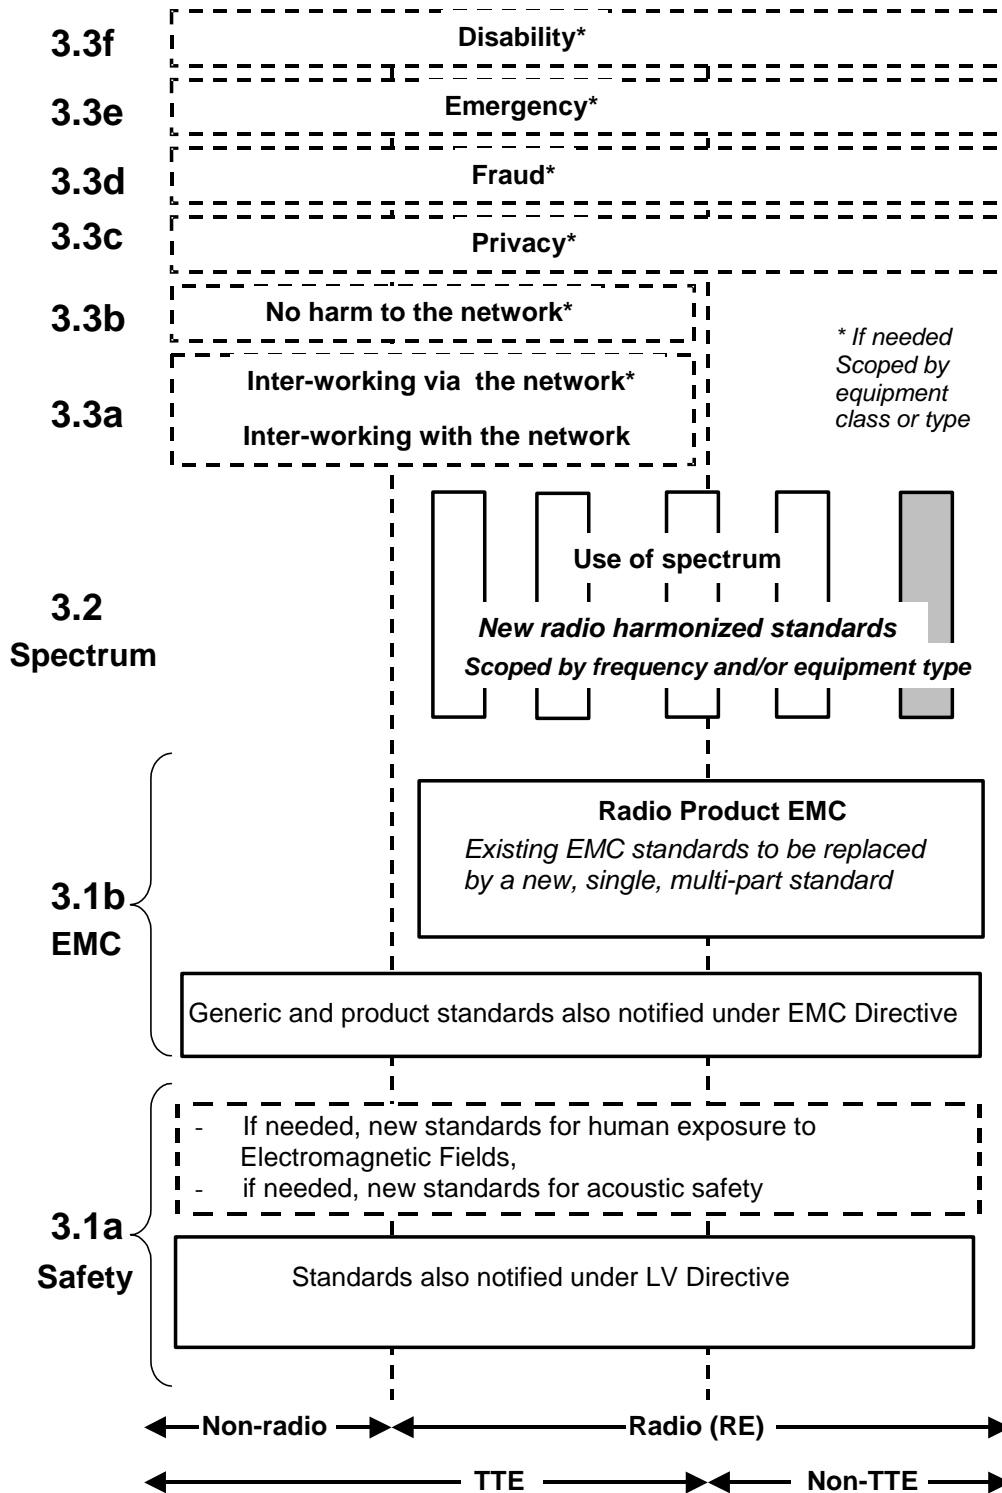 3.3f
Disability*
3.3e
Emergency*
3.3d
Fraud*
3.3c
Privacy*
3.3b
No harm to the network*
* If needed
Scoped by
equipment
class or type
3.3a
Inter-working via the network*
Inter-working with the network
3.2
Spectrum
Use of spectrum
New radio harmonized standards
Scoped by frequency and/or equipment type
3.1b
EMC
Radio Product EMC
Existing EMC standards to be replaced
by a new, single, multi-part standard
Generic and product standards also notified under EMC Directive
3.1a
Safety
- If needed, new standards for human exposure to
Electromagnetic Fields,
- if needed, new standards for acoustic safety
Standards also notified under LV Directive
Non-radio
Radio (RE)
TTE
Non-TTE